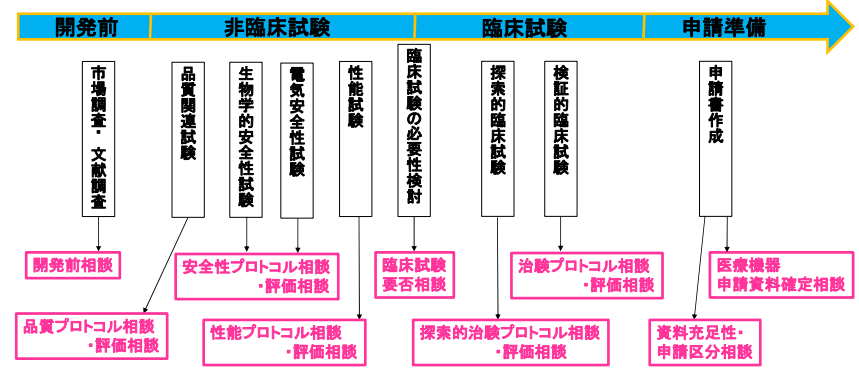 開発前
非臨床試験
臨床試験
申請準備
市場調査・文献調査
品質関連試験
生物学的安全性試験
電気安全性試験
性能試験
臨床試験の必要性検討
探索的臨床試験
検証的臨床試験
申請書作成
開発前相談
安全性プロトコル相談
・評価相談
臨床試験
要否相談
治験プロトコル相談
・評価相談
医療機器
申請資料確定相談
品質プロトコル相談
・評価相談
性能プロトコル相談
・評価相談
探索的治験プロトコル相談
・評価相談
資料充足性・
申請区分相談